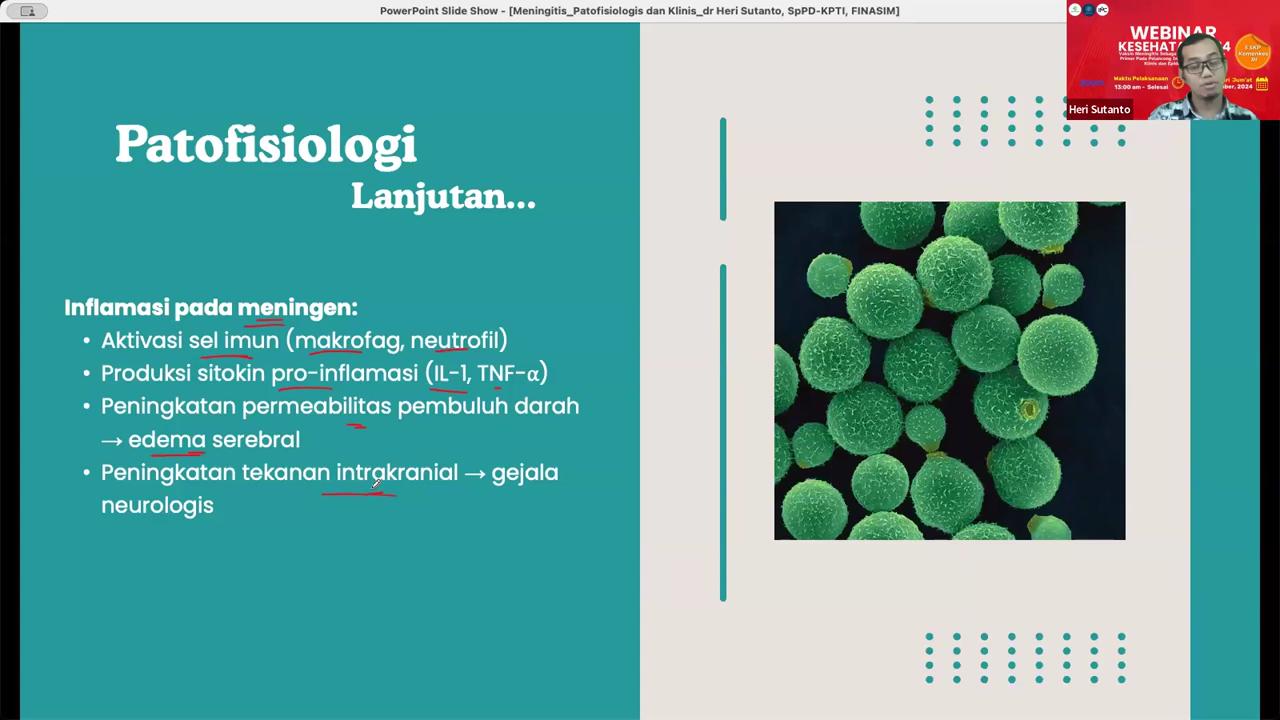 PowerPoint Slide Show - [Meningitis_Patofisiologis dan Klinis_dr Heri Sutanto, SpPD-KPTI, FINASIM]
WEBINAR
Heri Sutanto
Patofisiologi
Lanjutan...
Inflamasi pada meningen:
• Aktivasi sel imun (makrofag, neutrofil)
• Produksi sitokin pro-inflamasi (IL-1, TNF-α)
• Peningkatan permeabilitas pembuluh darah
→ edema serebral
• Peningkatan tekanan intrakranial → gejala
neurologis